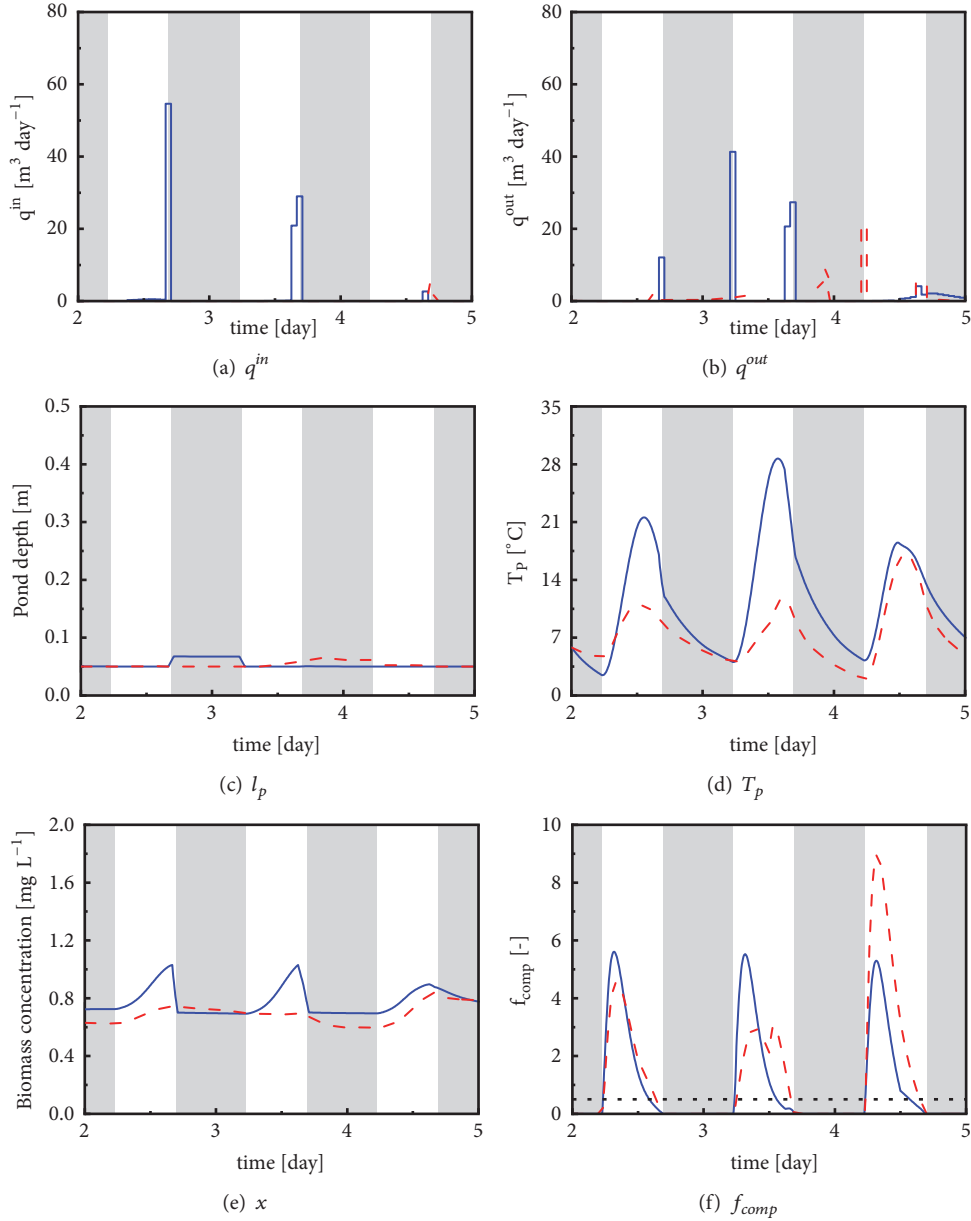 80
60
40
20
0
q^in [m³ day⁻¹]
2 3 4 5
time [day]
(a) q^in
80
60
40
20
0
q^out [m³ day⁻¹]
2 3 4 5
time [day]
(b) q^out
0.5
0.4
0.3
0.2
0.1
0.0
Pond depth [m]
2 3 4 5
time [day]
(c) l_p
35
28
21
14
7
0
T_P [°C]
2 3 4 5
time [day]
(d) T_p
2.0
1.6
1.2
0.8
0.4
0.0
Biomass concentration [mg L⁻¹]
2 3 4 5
time [day]
(e) x
10
8
6
4
2
0
f_comp [-]
2 3 4 5
time [day]
(f) f_comp